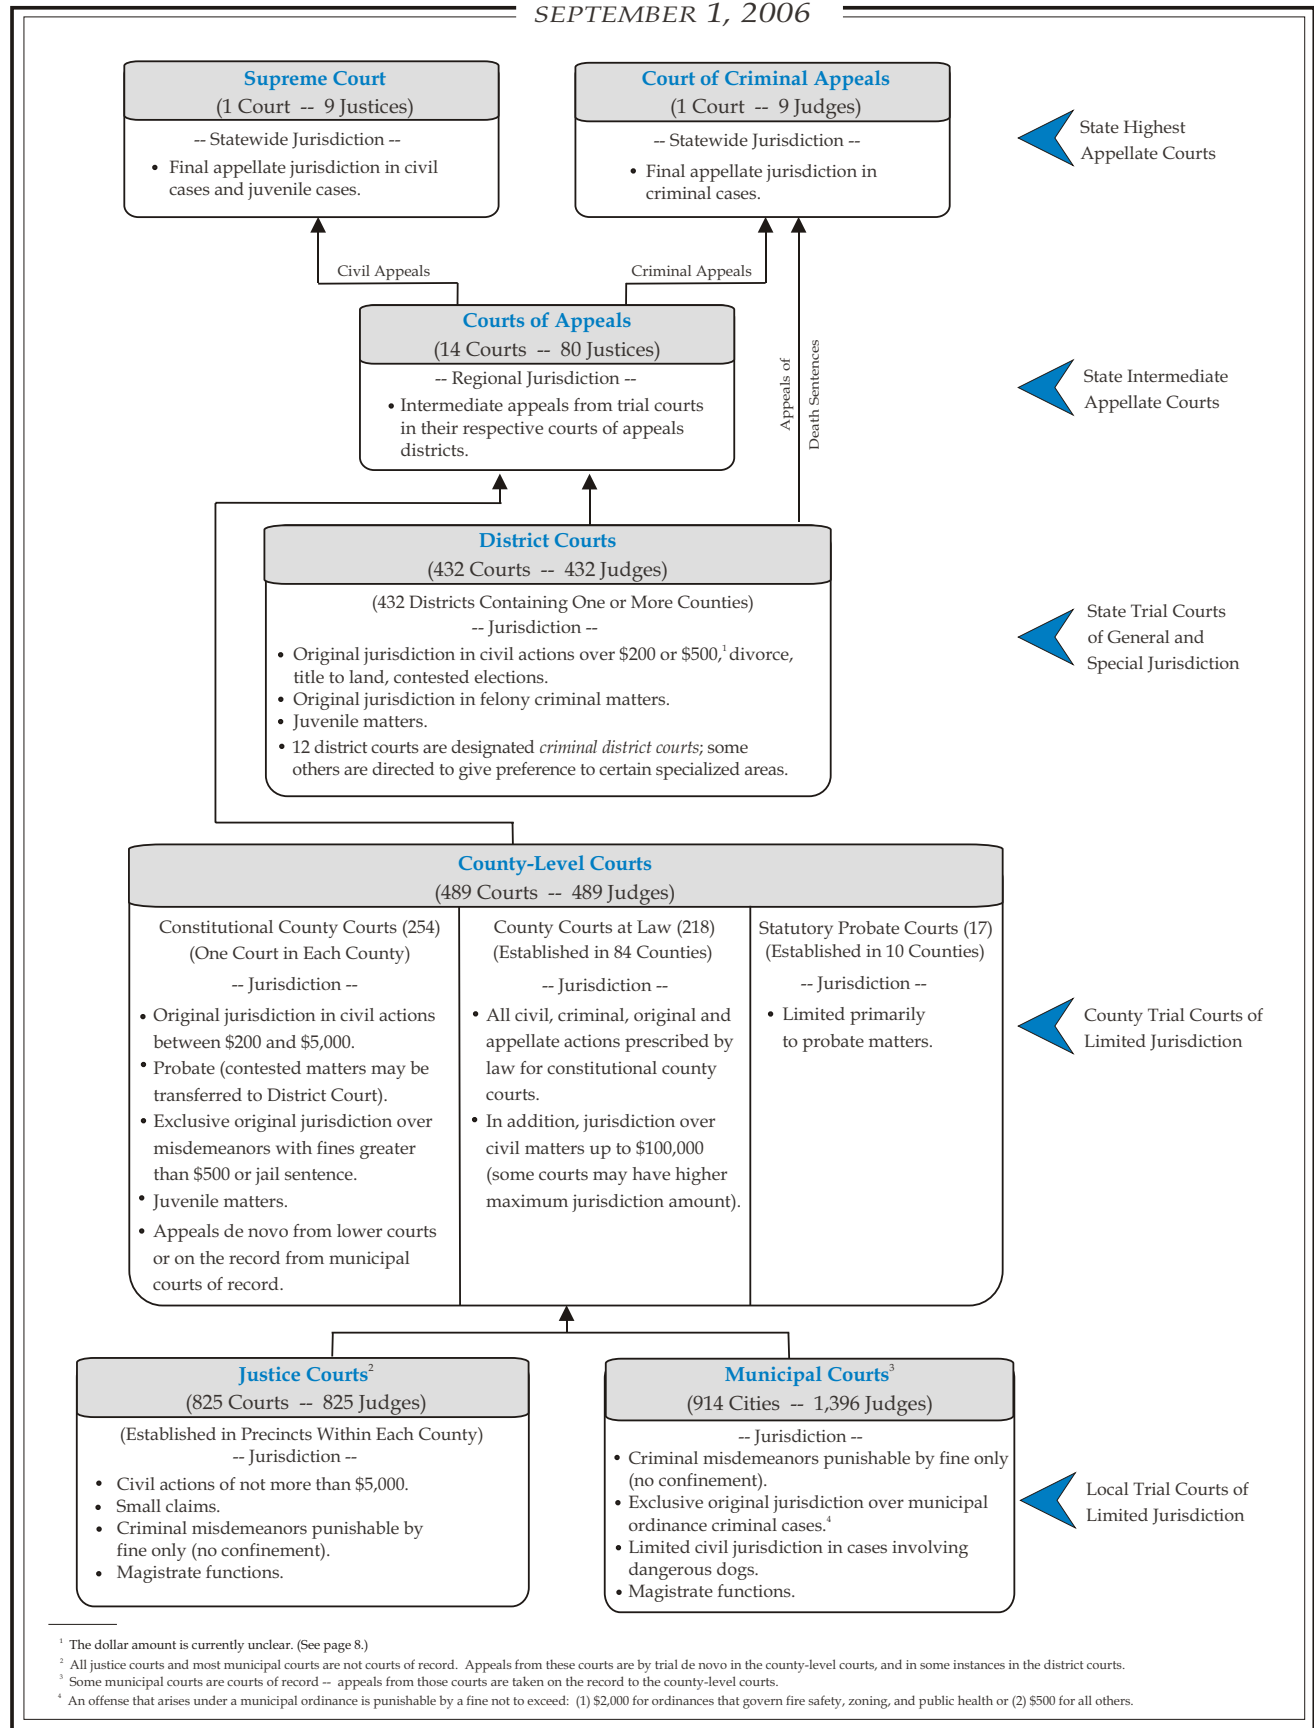 SEPTEMBER 1, 2006
Supreme Court
(1 Court -- 9 Justices)
-- Statewide Jurisdiction --
• Final appellate jurisdiction in civil
cases and juvenile cases.
Court of Criminal Appeals
(1 Court -- 9 Judges)
-- Statewide Jurisdiction --
• Final appellate jurisdiction in
criminal cases.
State Highest
Appellate Courts
Civil Appeals
Criminal Appeals
Courts of Appeals
(14 Courts -- 80 Justices)
-- Regional Jurisdiction --
• Intermediate appeals from trial courts
in their respective courts of appeals
districts.
Appeals of
Death Sentences
State Intermediate
Appellate Courts
District Courts
(432 Courts -- 432 Judges)
(432 Districts Containing One or More Counties)
-- Jurisdiction --
• Original jurisdiction in civil actions over $200 or $500,¹ divorce,
title to land, contested elections.
• Original jurisdiction in felony criminal matters.
• Juvenile matters.
• 12 district courts are designated criminal district courts; some
others are directed to give preference to certain specialized areas.
State Trial Courts
of General and
Special Jurisdiction
County-Level Courts
(489 Courts -- 489 Judges)
Constitutional County Courts (254)
(One Court in Each County)
-- Jurisdiction --
• Original jurisdiction in civil actions
between $200 and $5,000.
• Probate (contested matters may be
transferred to District Court).
• Exclusive original jurisdiction over
misdemeanors with fines greater
than $500 or jail sentence.
• Juvenile matters.
• Appeals de novo from lower courts
or on the record from municipal
courts of record.
County Courts at Law (218)
(Established in 84 Counties)
-- Jurisdiction --
• All civil, criminal, original and
appellate actions prescribed by
law for constitutional county
courts.
• In addition, jurisdiction over
civil matters up to $100,000
(some courts may have higher
maximum jurisdiction amount).
Statutory Probate Courts (17)
(Established in 10 Counties)
-- Jurisdiction --
• Limited primarily
to probate matters.
County Trial Courts of
Limited Jurisdiction
Justice Courts²
(825 Courts -- 825 Judges)
(Established in Precincts Within Each County)
-- Jurisdiction --
• Civil actions of not more than $5,000.
• Small claims.
• Criminal misdemeanors punishable by
fine only (no confinement).
• Magistrate functions.
Municipal Courts³
(914 Cities -- 1,396 Judges)
-- Jurisdiction --
• Criminal misdemeanors punishable by fine only
(no confinement).
• Exclusive original jurisdiction over municipal
ordinance criminal cases.⁴
• Limited civil jurisdiction in cases involving
dangerous dogs.
• Magistrate functions.
Local Trial Courts of
Limited Jurisdiction
¹ The dollar amount is currently unclear. (See page 8.)
² All justice courts and most municipal courts are not courts of record. Appeals from these courts are by trial de novo in the county-level courts, and in some instances in the district courts.
³ Some municipal courts are courts of record -- appeals from those courts are taken on the record to the county-level courts.
⁴ An offense that arises under a municipal ordinance is punishable by a fine not to exceed: (1) $2,000 for ordinances that govern fire safety, zoning, and public health or (2) $500 for all others.